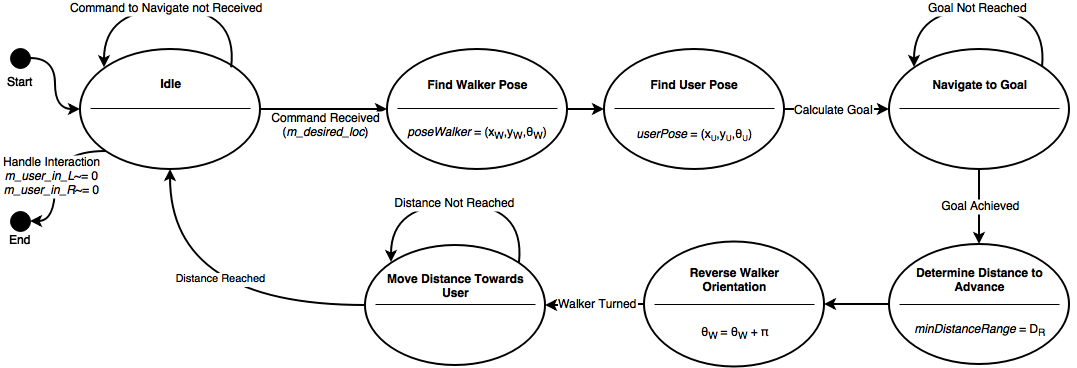 Command to Navigate not Received
Goal Not Reached
Start
Idle
Find Walker Pose
Find User Pose
Navigate to Goal
Command Received
(m_desired_loc)
poseWalker = (xW,yW,θW)
userPose = (xU,yU,θU)
Calculate Goal
Handle Interaction
m_user_in_L~= 0
m_user_in_R~= 0
End
Goal Achieved
Distance Not Reached
Distance Reached
Move Distance Towards
User
Walker Turned
Reverse Walker
Orientation
θW = θW + π
Determine Distance to
Advance
minDistanceRange = DR